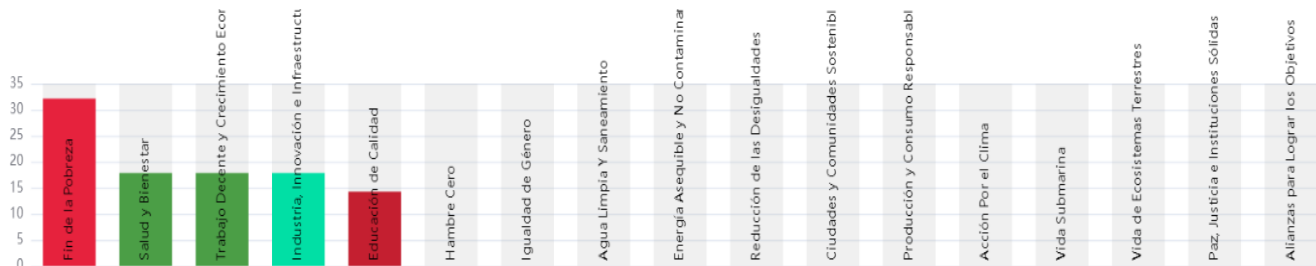 35
30
25
20
15
10
5
0
Fin de la Pobreza
Salud y Bienestar
Trabajo Decente y Crecimiento Econ
Industria, Innovación e Infraestructu
Educación de Calidad
Hambre Cero
Igualdad de Género
Agua Limpia Y Saneamiento
Energía Asequible y No Contaminan
Reducción de las Desigualdades
Ciudades y Comunidades Sostenibl
Producción y Consumo Responsabl
Acción Por el Clima
Vida Submarina
Vida de Ecosistemas Terrestres
Paz, Justicia e Instituciones Sólidas
Alianzas para Lograr los Objetivos